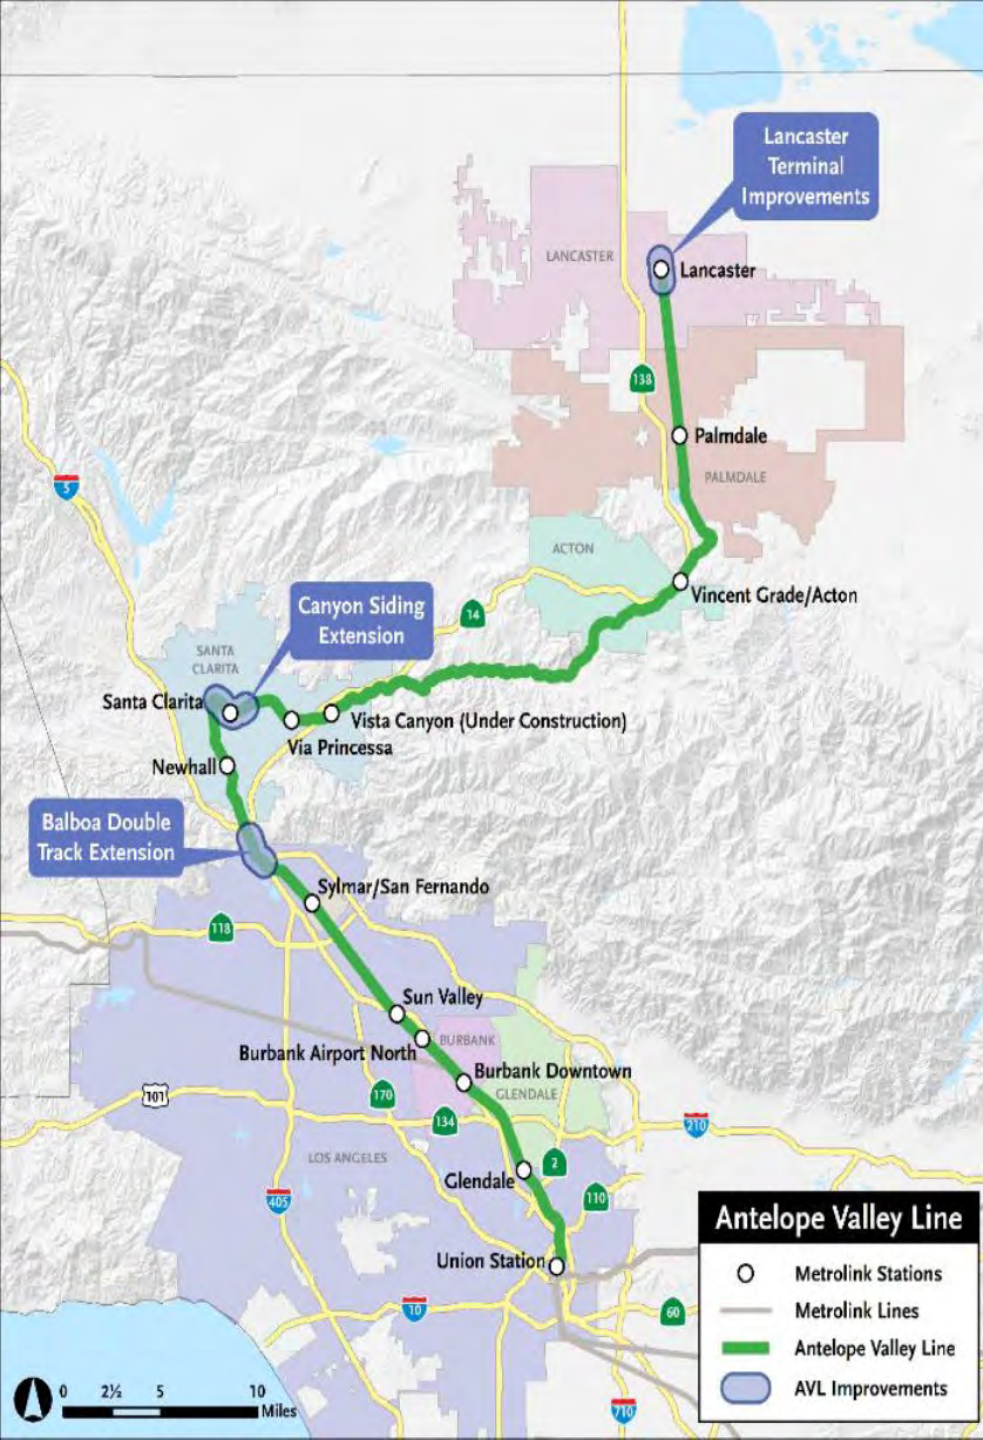 Lancaster
Terminal
Improvements
LANCASTER
Lancaster
138
Palmdale
PALMDALE
5
ACTON
Vincent Grade/Acton
14
Canyon Siding
Extension
SANTA
CLARITA
Santa Clarita
Vista Canyon (Under Construction)
Via Princessa
Newhall
Balboa Double
Track Extension
Sylmar/San Fernando
118
Sun Valley
BURBANK
Burbank Airport North
Burbank Downtown
GLENDALE
101
170
134
210
LOS ANGELES
2
Glendale
405
110
Union Station
10
60
710
Antelope Valley Line
Metrolink Stations
Metrolink Lines
Antelope Valley Line
AVL Improvements
0 2½ 5 10
Miles